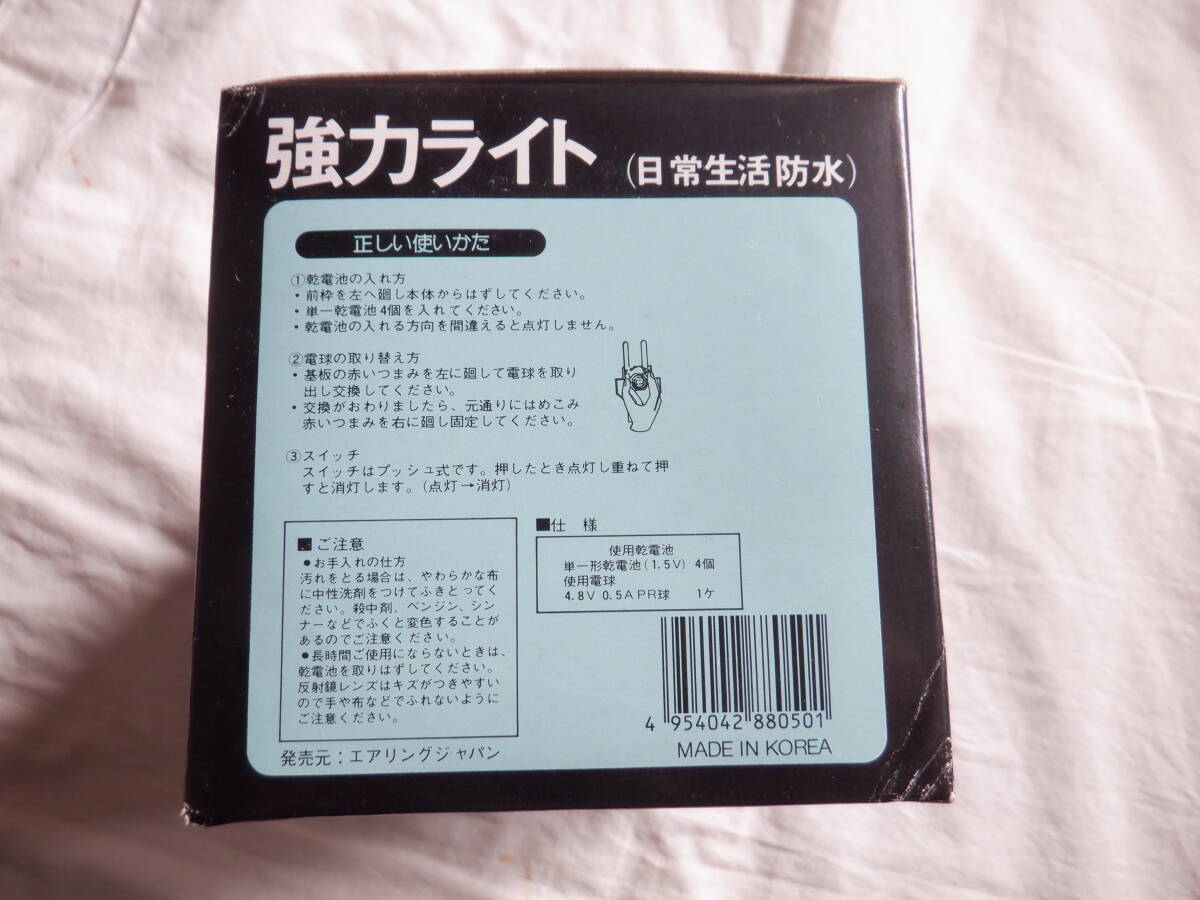 強力ライト (日常生活防水)
正しい使いかた
①乾電池の入れ方
・前枠を左へ廻し本体からはずしてください。
・単一乾電池4個を入れてください。
・乾電池の入れる方向を間違えると点灯しません。
②電球の取り替え方
・基板の赤いつまみを左に廻して電球を取り
出し交換してください。
・交換がおわりましたら、元通りにはめこみ
赤いつまみを右に廻し固定してください。
③スイッチ
スイッチはプッシュ式です。押したとき点灯し重ねて押
すと消灯します。(点灯→消灯)
■ご注意
●お手入れの仕方
汚れをとる場合は、やわらかな布
に中性洗剤をつけてふきとってく
ださい。殺中剤、ベンジン、シン
ナーなどでふくと変色することが
あるのでご注意ください。
●長時間ご使用にならないときは、
乾電池を取りはずしてください。
反射鏡レンズはキズがつきやすい
ので手や布などでふれないように
ご注意ください。
発売元:エアリングジャパン
■仕 様
使用乾電池
単一形乾電池(1.5V) 4個
使用電球
4.8V 0.5A PR球 1ケ
4 954042 880501
MADE IN KOREA